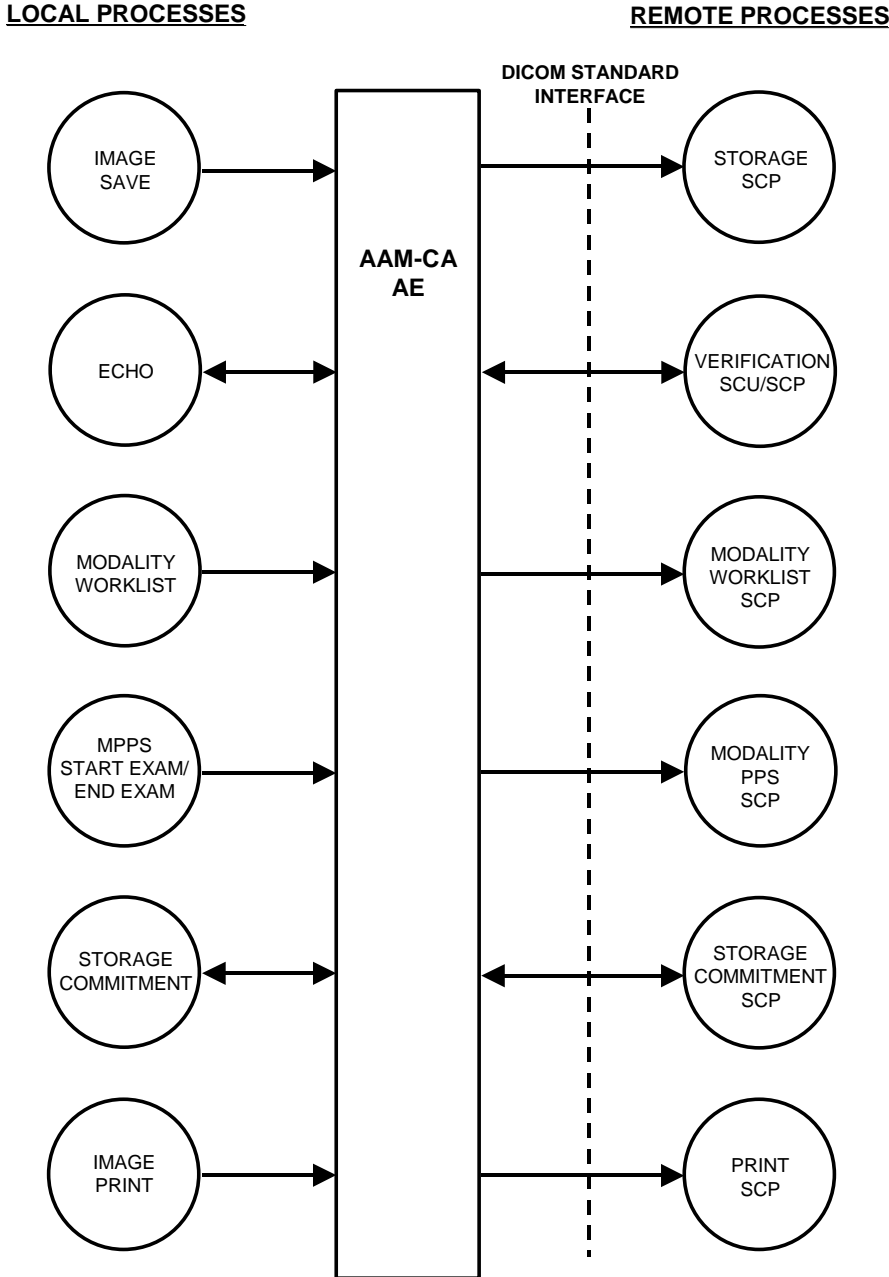 LOCAL PROCESSES
REMOTE PROCESSES
DICOM STANDARD
INTERFACE
IMAGE
SAVE
STORAGE
SCP
AAM-CA
AE
ECHO
VERIFICATION
SCU/SCP
MODALITY
WORKLIST
MODALITY
WORKLIST
SCP
MPPS
START EXAM/
END EXAM
MODALITY
PPS
SCP
STORAGE
COMMITMENT
STORAGE
COMMITMENT
SCP
IMAGE
PRINT
PRINT
SCP